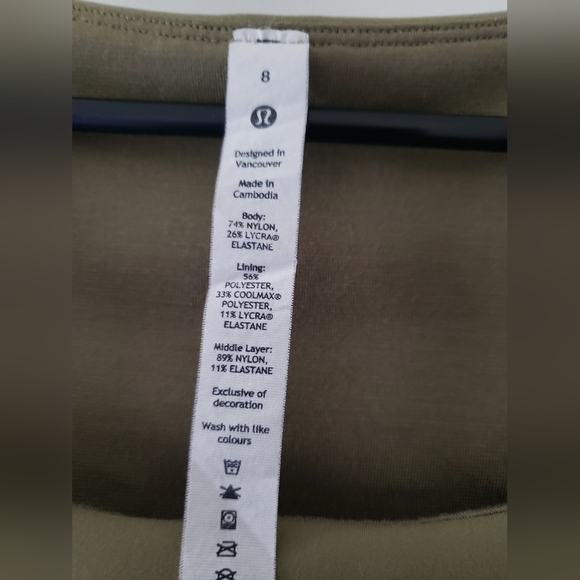 8
Designed in
Vancouver
Made in
Cambodia
Body:
74% NYLON,
26% LYCRA®
ELASTANE
Lining:
56%
POLYESTER,
33% COOLMAX®
POLYESTER,
11% LYCRA®
ELASTANE
Middle Layer:
89% NYLON,
11% ELASTANE
Exclusive of
decoration
Wash with like
colours